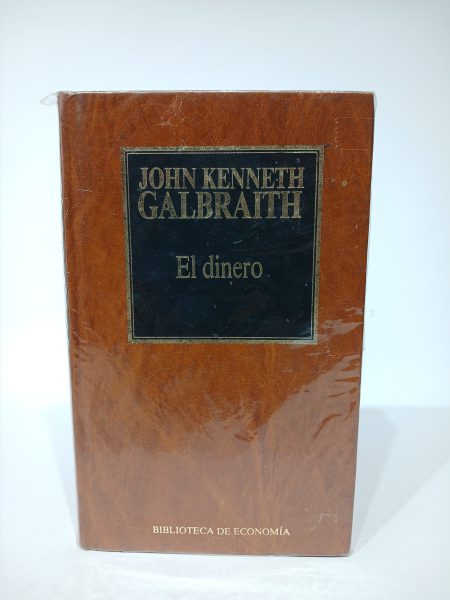 JOHN KENNETH
GALBRAITH
El dinero
BIBLIOTECA DE ECONOMÍA